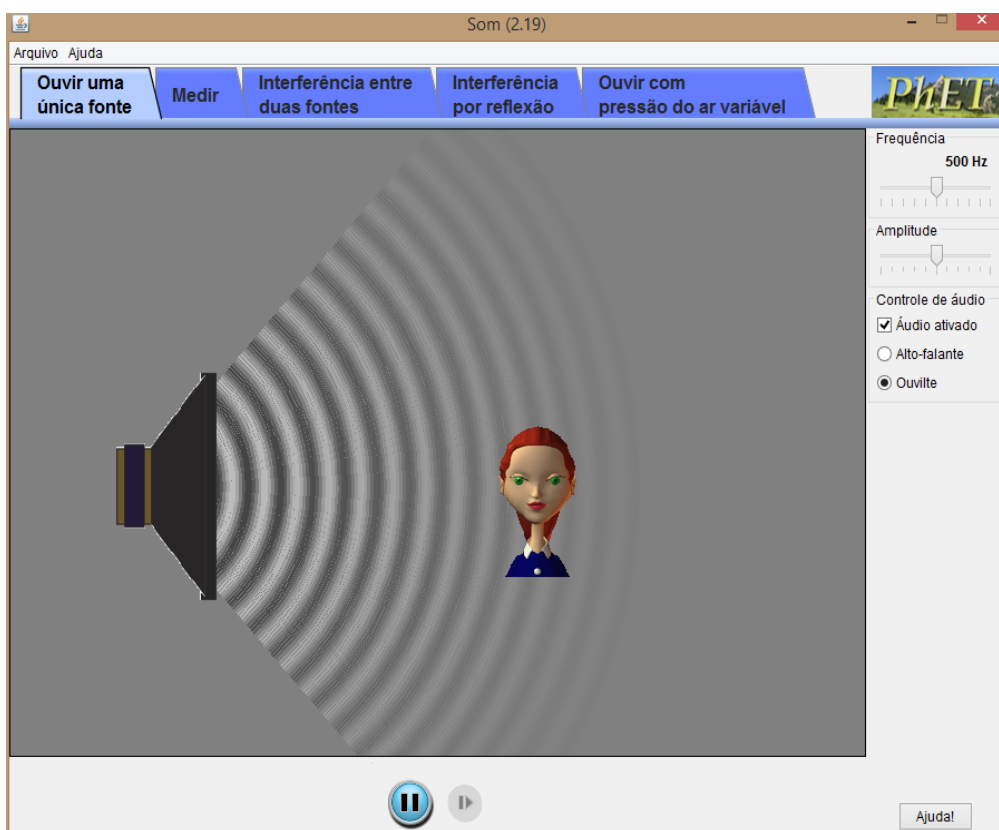 Som (2.19)
Arquivo Ajuda
Ouvir uma
única fonte
Medir
Interferência entre
duas fontes
Interferência
por reflexão
Ouvir com
pressão do ar variável
PhET
Frequência
500 Hz
Amplitude
Controle de áudio
Áudio ativado
Alto-falante
Ouvilte
Ajuda!